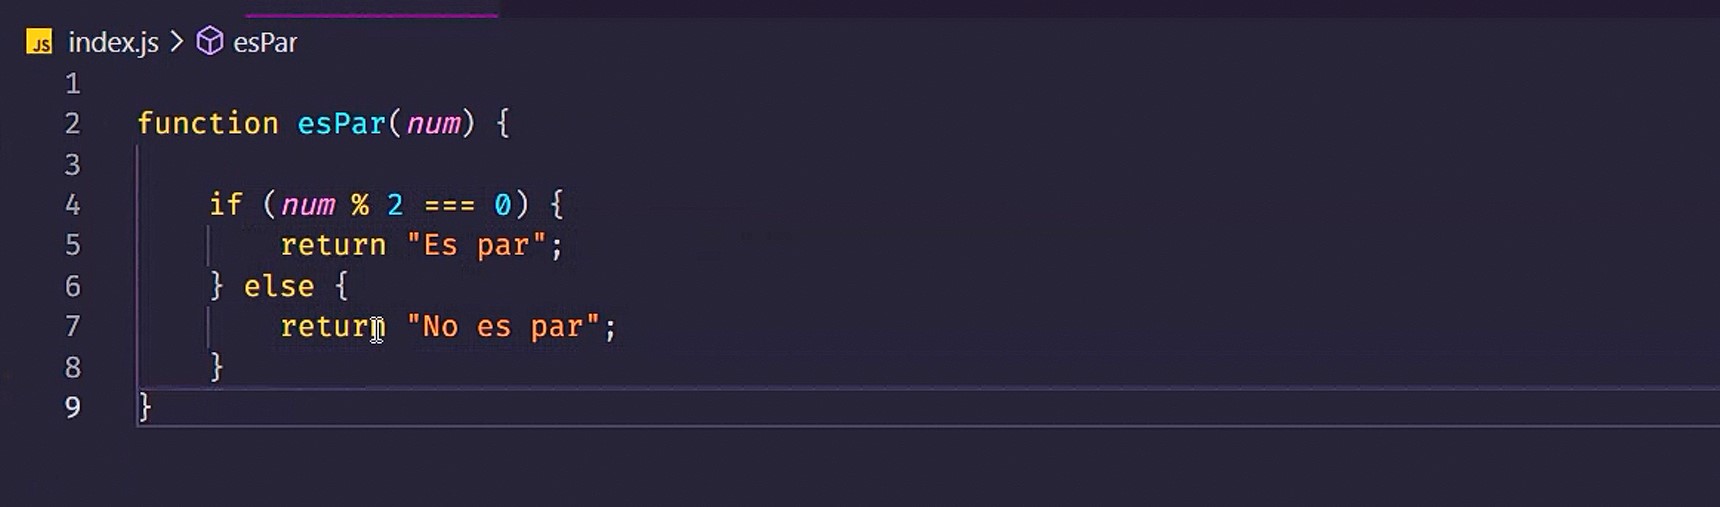 JS index.js > esPar
1
2 function esPar(num) {
3
4 if (num % 2 === 0) {
5 return "Es par";
6 } else {
7 return "No es par";
8 }
9 }